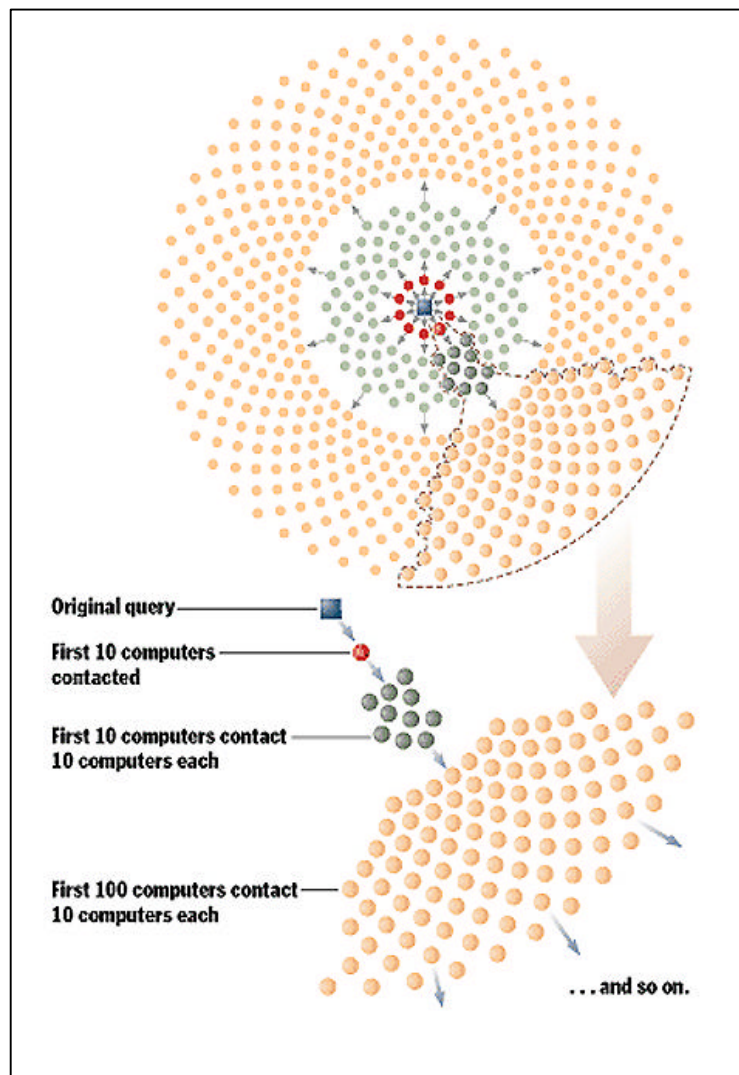 Original query
First 10 computers
contacted
First 10 computers contact
10 computers each
First 100 computers contact
10 computers each
. . . and so on.